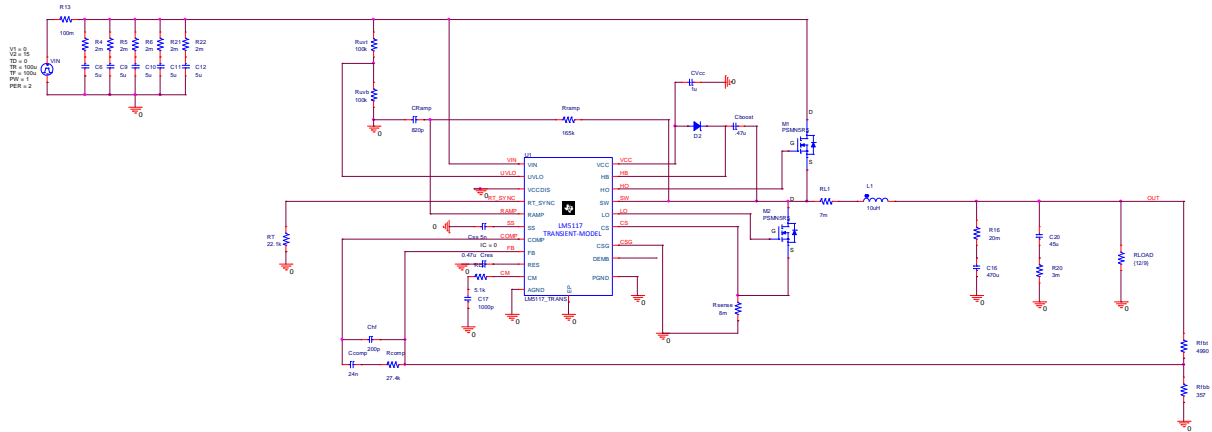 R13
100m
V1 = 0
V2 = 15
TD = 0
TR = 100u
TF = 100u
PW = 1
PER = 2
VIN
R4
2m
R5
2m
R6
2m
R21
2m
R22
2m
C6
5u
C9
5u
C10
5u
C11
5u
C12
5u
0
Ruvt
100k
Ruvb
100k
0
CRamp
820p
Rramp
165k
CVcc
1u
0
D2
Cboost
.47u
M1
D
G
S
M2
D
PSMN5R5
G
S
U1
VIN
UVLO
VCCDIS
RT_SYNC
RAMP
SS
COMP
FB
RES
CM
AGND
EP
VCC
HB
HO
SW
LO
CS
CSG
DEMB
PGND
LM5117
TRANSIENT-MODEL
LM5117_TRANS
VIN
UVLO
0
RT_SYNC
RAMP
SS
COMP
FB
CM
VCC
HB
HO
SW
LO
CS
CSG
RT
22.1k
0
0
Css 5n
IC = 0
0.47u Cres
0
5.1k
C17
1000p
0
0
0
0
0
Rsense
8m
RL1
7m
L1
10uH
OUT
R16
20m
C16
470u
0
C20
45u
R20
3m
0
RLOAD
{12/9}
0
Chf
200p
Ccomp
24n
Rcomp
27.4k
Rfbt
4990
Rfbb
357
0